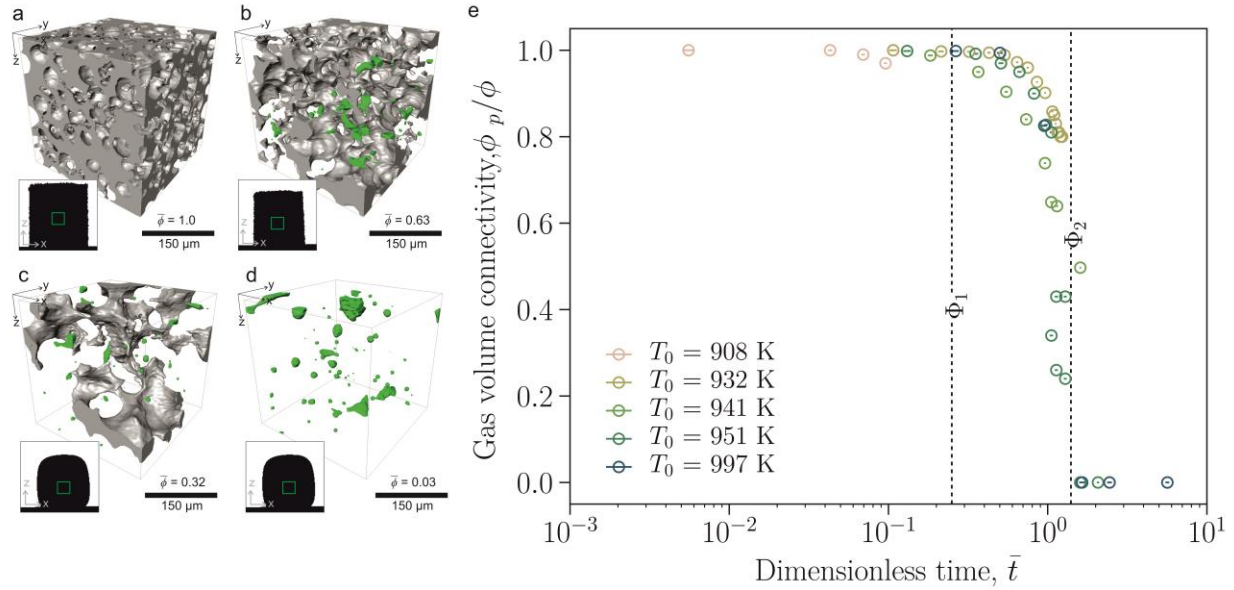 a
y
x
z
z
x
ϕ̄ = 1.0
150 μm
b
y
x
z
z
x
ϕ̄ = 0.63
150 μm
c
y
x
z
z
x
ϕ̄ = 0.32
150 μm
d
y
x
z
z
x
ϕ̄ = 0.03
150 μm
e
Gas volume connectivity, ϕ p/ϕ
1.0
0.8
0.6
0.4
0.2
0.0
Φ₁
Φ₂
T₀ = 908 K
T₀ = 932 K
T₀ = 941 K
T₀ = 951 K
T₀ = 997 K
10⁻³
10⁻²
10⁻¹
10⁰
10¹
Dimensionless time, t̄